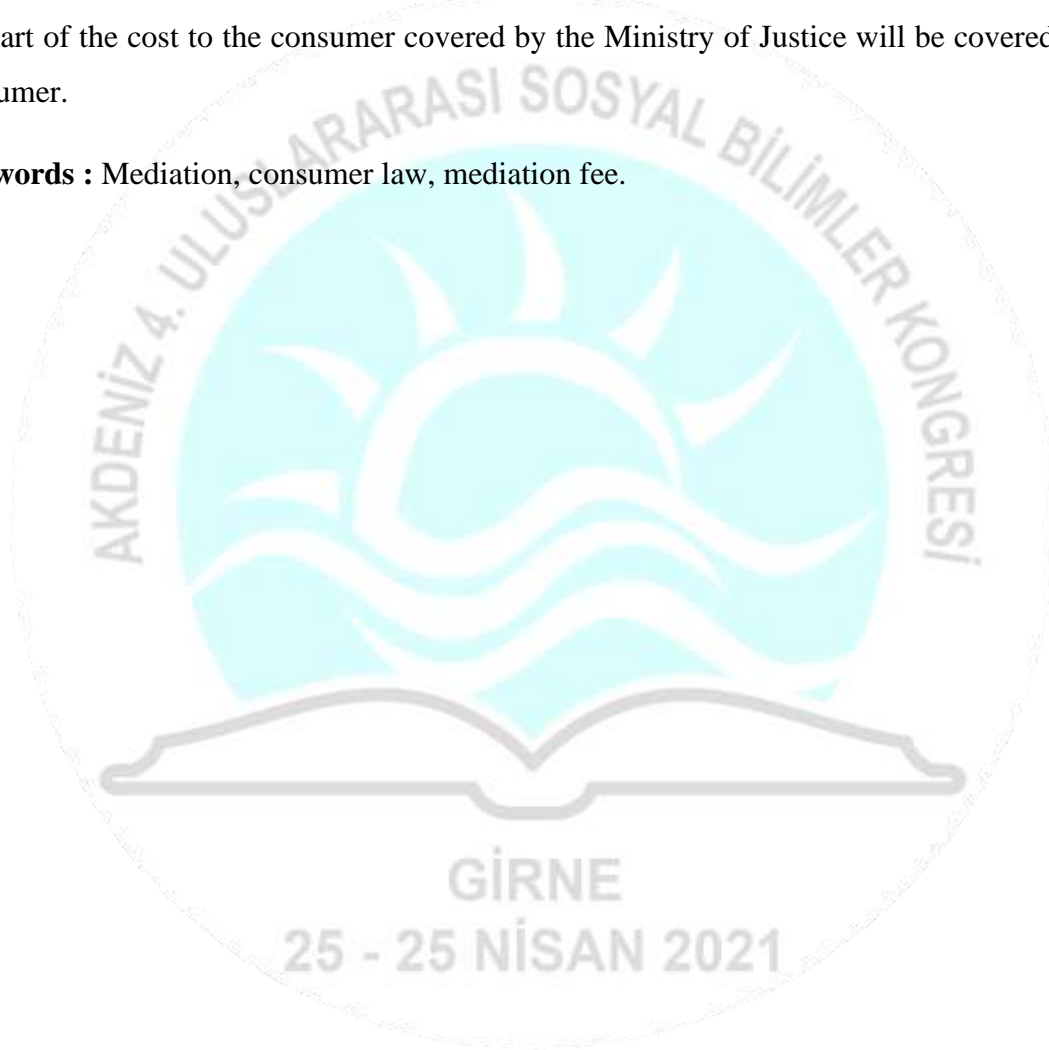 art of the cost to the consumer covered by the Ministry of Justice will be covered
umer.
words : Mediation, consumer law, mediation fee.
AKDENİZ 4. ULUSLARARARASI SOSYAL BİLİMLER KONGRESİ
GİRNE
25 - 25 NİSAN 2021